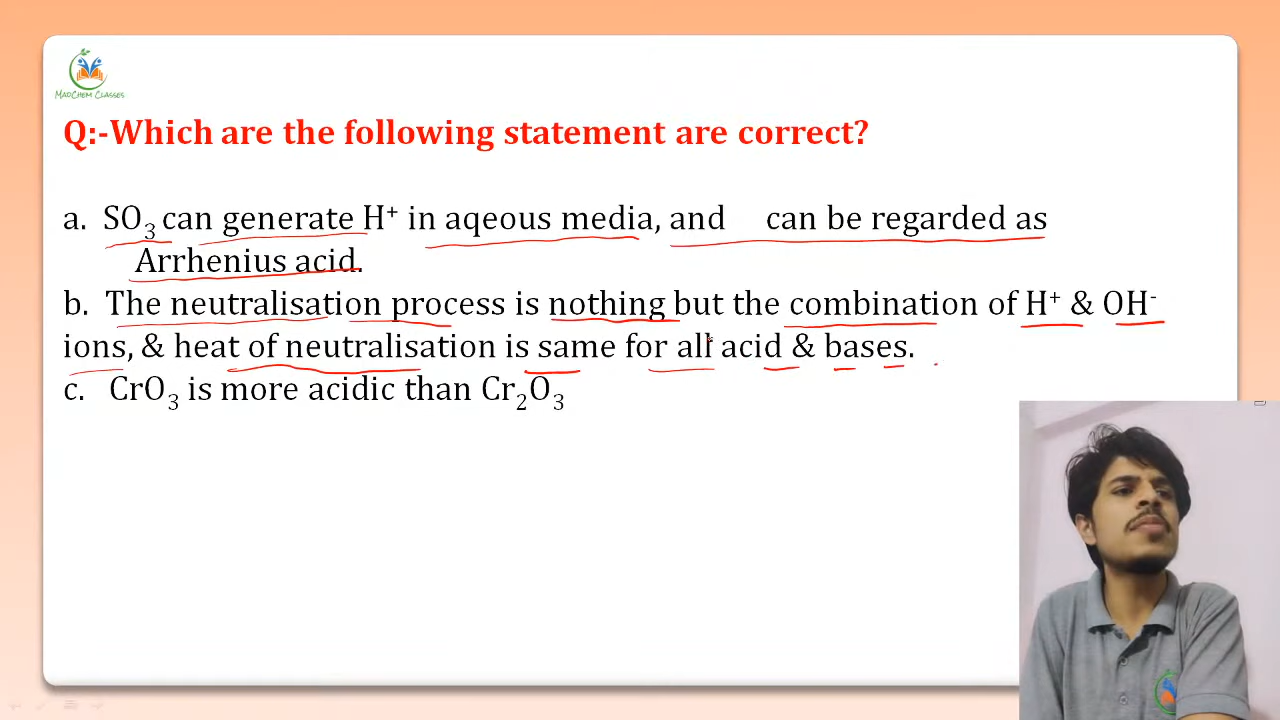 MADCHEM CLASSES
Q:-Which are the following statement are correct?
a. SO₃ can generate H⁺ in aqeous media, and can be regarded as
Arrhenius acid.
b. The neutralisation process is nothing but the combination of H⁺ & OH⁻
ions, & heat of neutralisation is same for all acid & bases.
c. CrO₃ is more acidic than Cr₂O₃